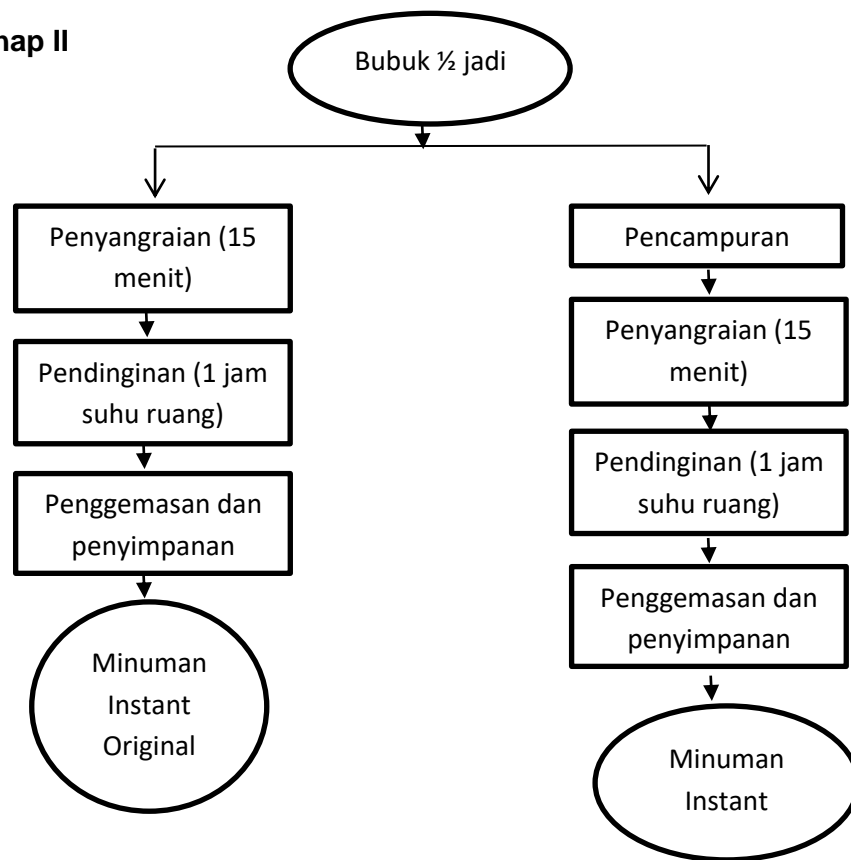 hap II
Bubuk ½ jadi
Penyangraian (15
menit)
Pendinginan (1 jam
suhu ruang)
Penggemasan dan
penyimpanan
Minuman
Instant
Original
Pencampuran
Penyangraian (15
menit)
Pendinginan (1 jam
suhu ruang)
Penggemasan dan
penyimpanan
Minuman
Instant